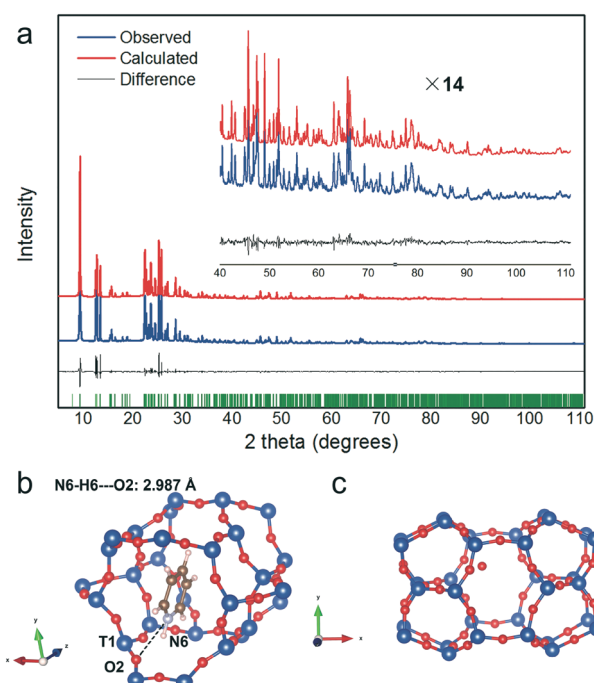 a
Observed
Calculated
Difference
×14
Intensity
40 50 60 70 80 90 100 110
10 20 30 40 50 60 70 80 90 100 110
2 theta (degrees)
b
N6-H6---O2: 2.987 Å
c
y
z
x
T1
N6
O2
y
x